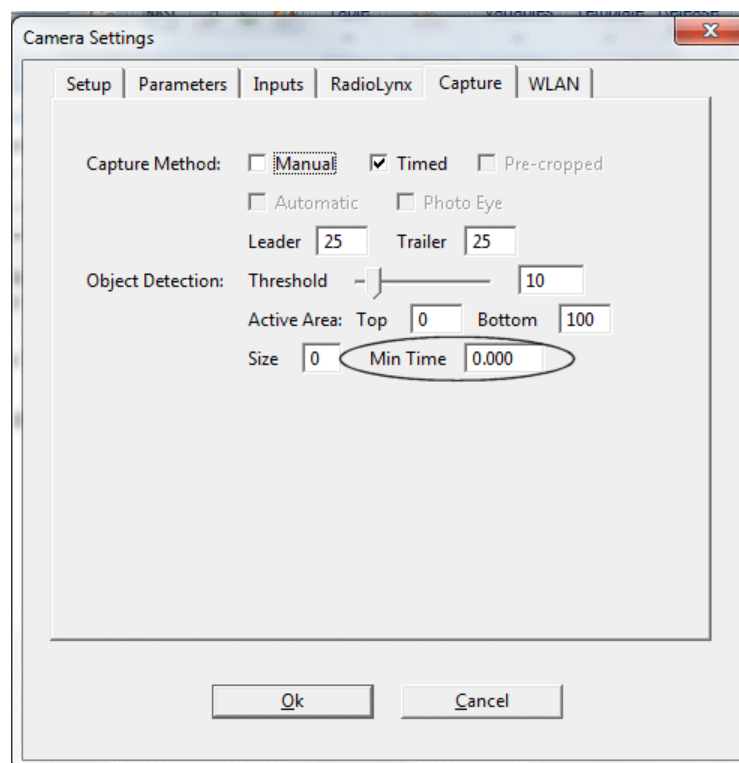 Camera Settings
Setup Parameters Inputs RadioLynx Capture WLAN
Capture Method: Manual Timed Pre-cropped
Automatic Photo Eye
Leader 25 Trailer 25
Object Detection: Threshold 10
Active Area: Top 0 Bottom 100
Size 0 Min Time 0.000
Ok Cancel